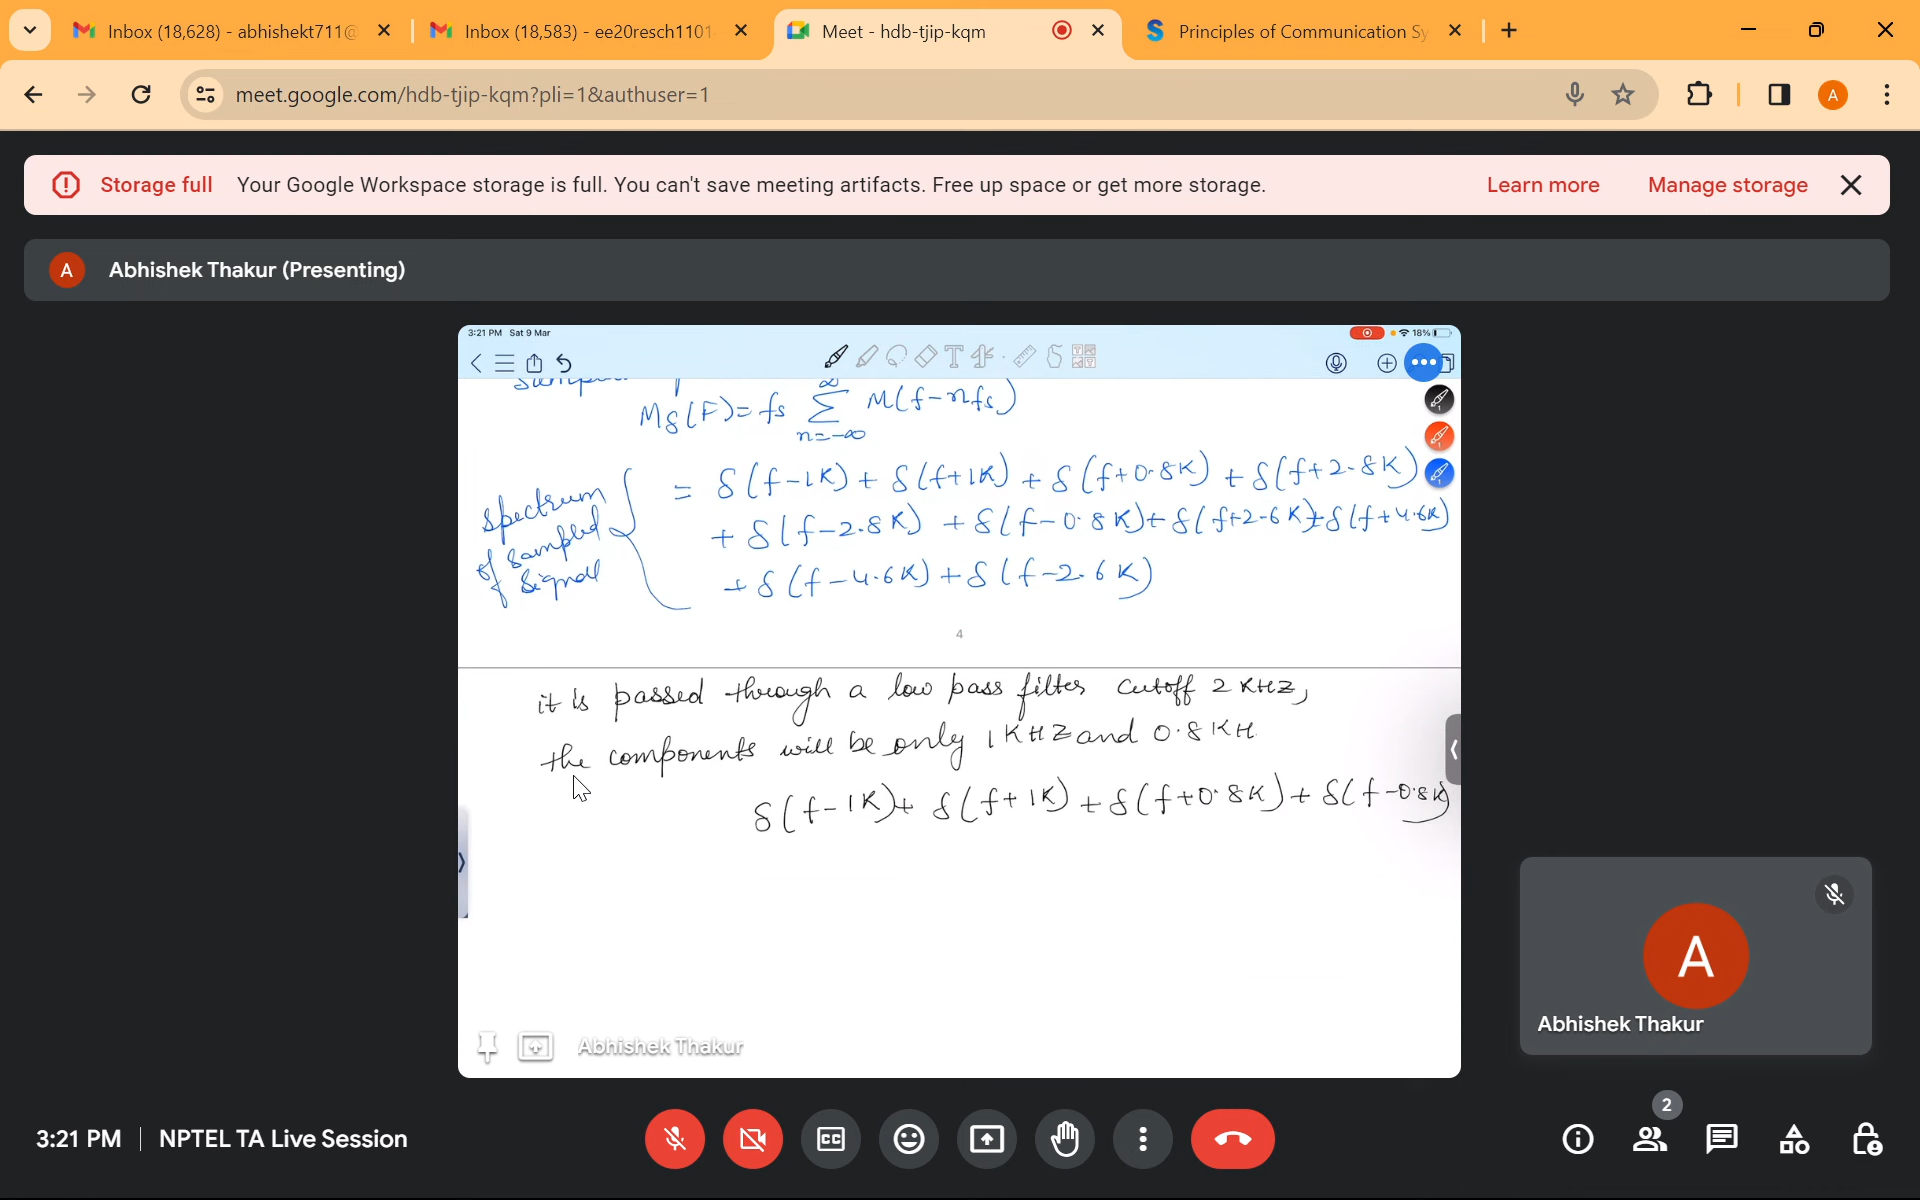 Inbox (18,628) - abhishekt711@
Inbox (18,583) - ee20resch1101
Meet - hdb-tjip-kqm
Principles of Communication Sy
meet.google.com/hdb-tjip-kqm?pli=1&authuser=1
A
Storage full Your Google Workspace storage is full. You can't save meeting artifacts. Free up space or get more storage. Learn more Manage storage
A Abhishek Thakur (Presenting)
3:21 PM Sat 9 Mar 18%
Mδ(F)= fs ∞ Σ n=-∞ M(f-nfs)
spectrum of sampled signal
= δ(f-1K) + δ(f+1K) + δ(f+0.8K) + δ(f+2.8K)
+ δ(f-2.8K) + δ(f-0.8K)+ δ(f+2.6K)+δ(f+4.6K)
+ δ(f-4.6K) + δ(f-2.6K)
4
it is passed through a low pass filter cutoff 2 KHZ,
the components will be only 1KHZ and 0.8KH
δ(f-1K)+ δ(f+1K) + δ(f+0.8K) + δ(f-0.8K)
Abhishek Thakur
A
Abhishek Thakur
3:21 PM | NPTEL TA Live Session
CC
2